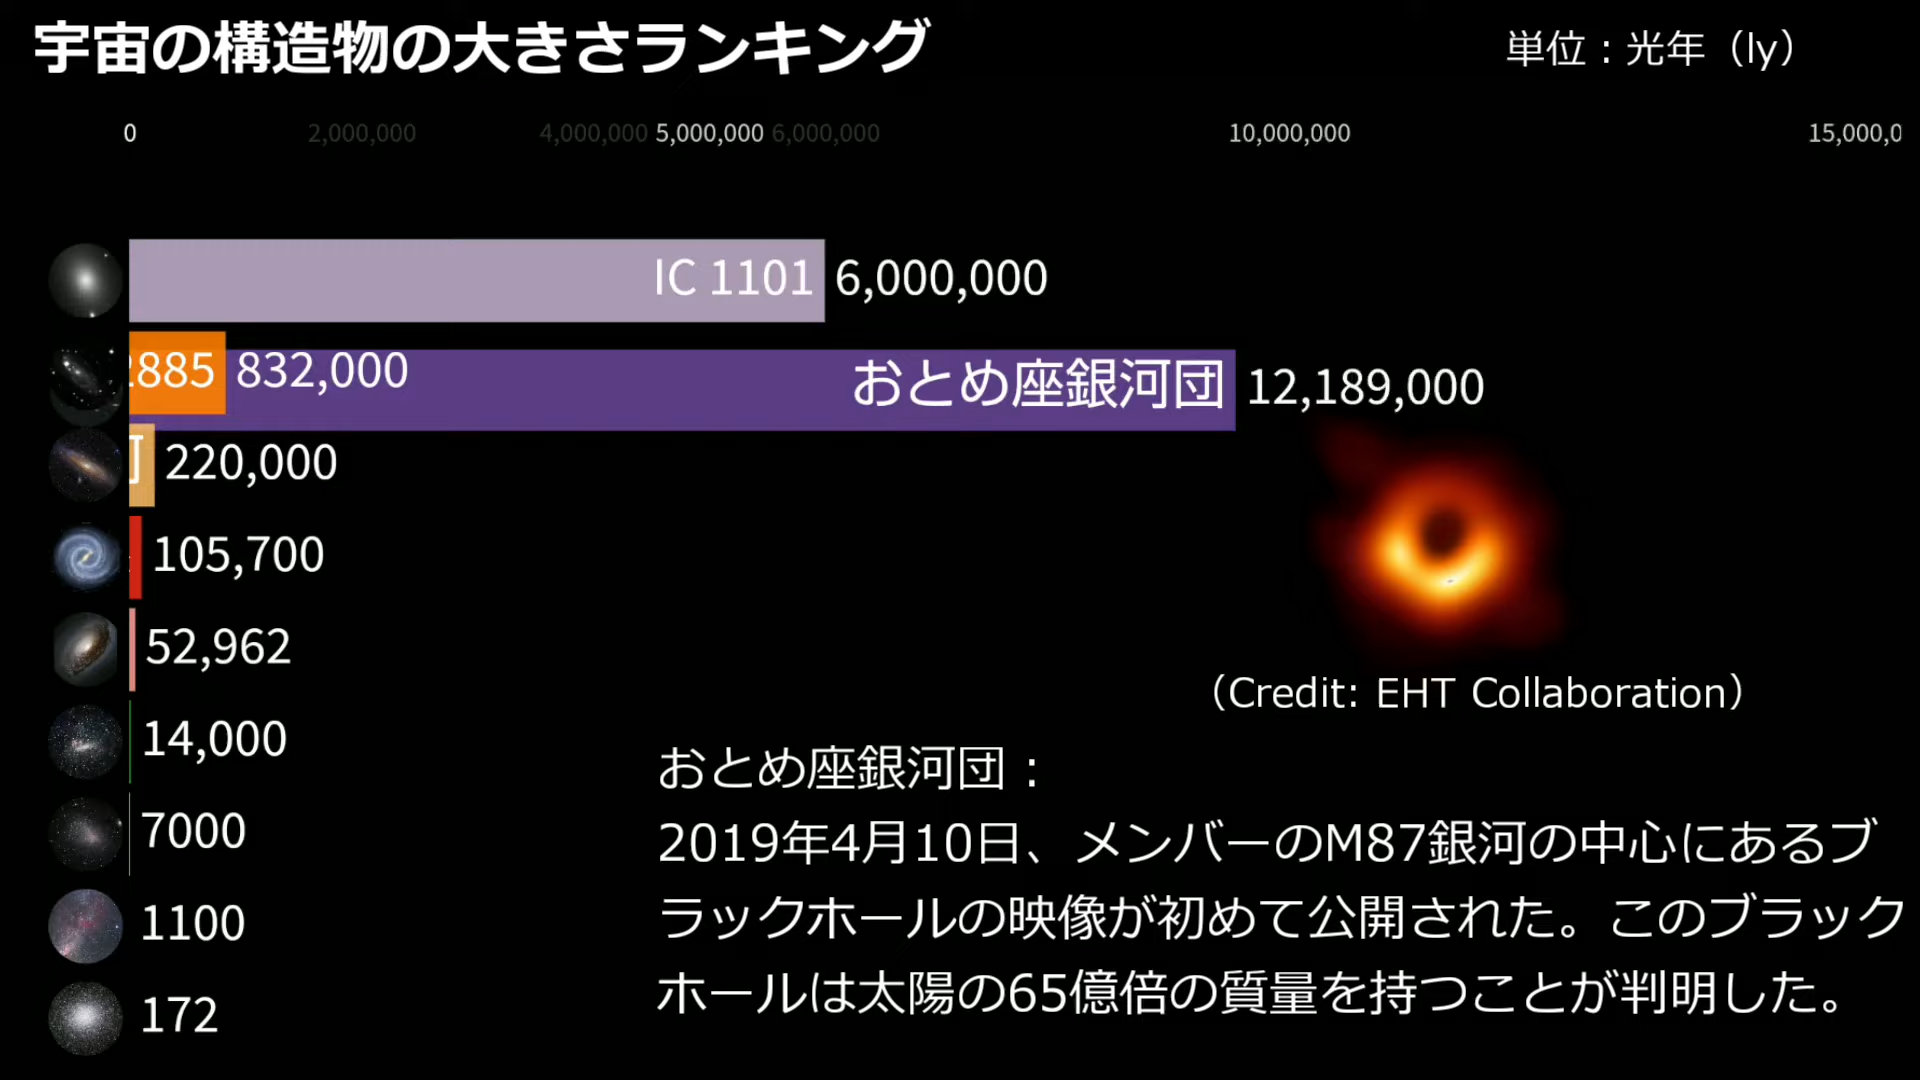 宇宙の構造物の大きさランキング
単位：光年（ly）
0 2,000,000 4,000,000 5,000,000 6,000,000 10,000,000 15,000,0
IC 1101 6,000,000
2885 832,000
おとめ座銀河団 12,189,000
220,000
105,700
52,962
14,000
7000
1100
172
（Credit: EHT Collaboration）
おとめ座銀河団：
2019年4月10日、メンバーのM87銀河の中心にあるブ
ラックホールの映像が初めて公開された。このブラック
ホールは太陽の65億倍の質量を持つことが判明した。